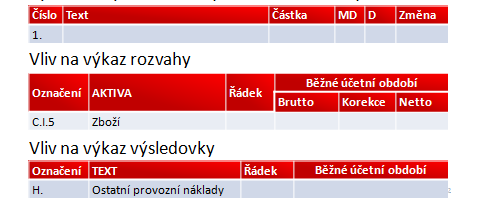 Číslo Text Částka MD D Změna
1.
Vliv na výkaz rozvahy
Označení AKTIVA Řádek Běžné účetní období
Brutto Korekce Netto
C.I.5 Zboží
Vliv na výkaz výsledovky
Označení TEXT Řádek Běžné účetní období
H. Ostatní provozní náklady